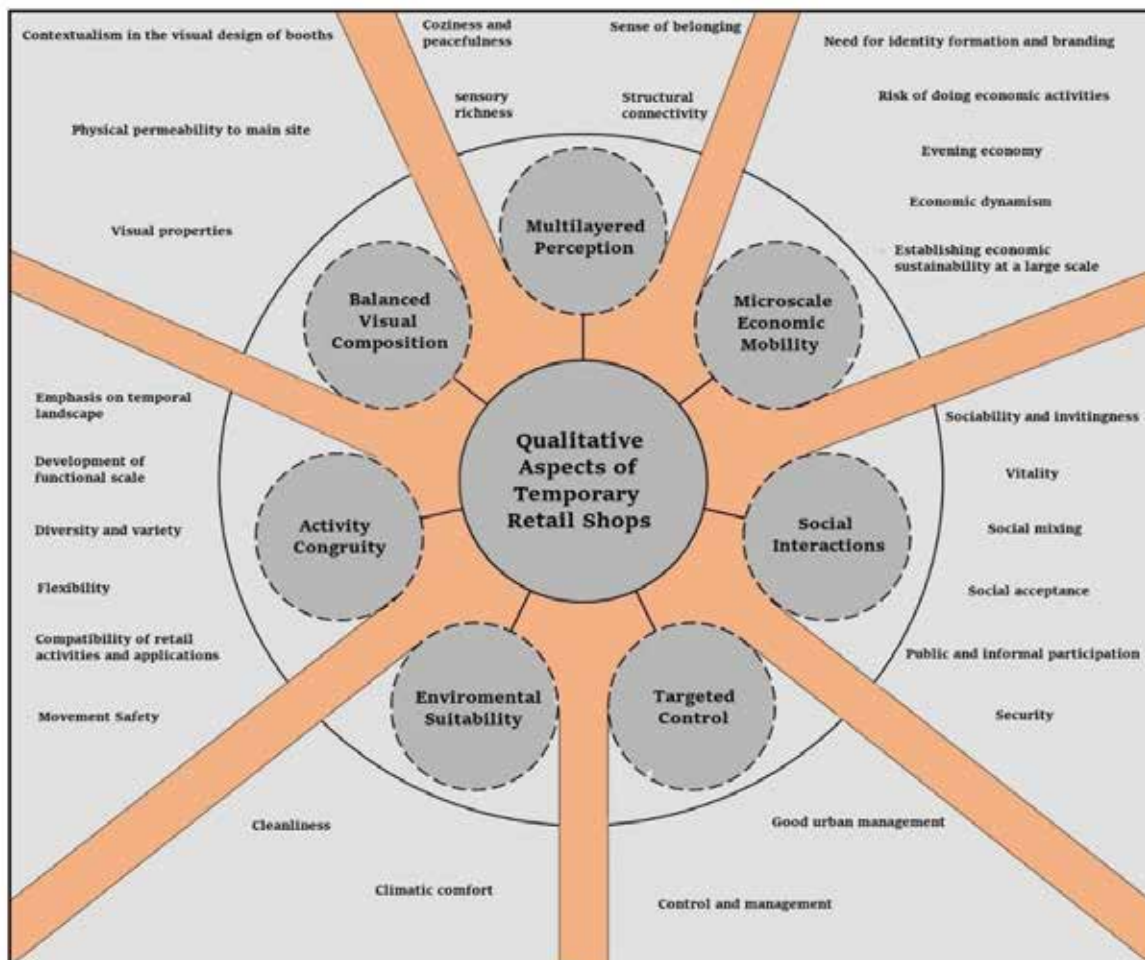 Contextualism in the visual design of booths
Physical permeability to main site
Visual properties
Coziness and
peacefulness
sensory
richness
Sense of belonging
Structural
connectivity
Need for identity formation and branding
Risk of doing economic activities
Evening economy
Economic dynamism
Establishing economic
sustainability at a large scale
Multilayered
Perception
Balanced
Visual
Composition
Microscale
Economic
Mobility
Qualitative
Aspects of
Temporary
Retail Shops
Emphasis on temporal
landscape
Development of
functional scale
Diversity and variety
Flexibility
Compatibility of retail
activities and applications
Movement Safety
Activity
Congruity
Social
Interactions
Sociability and invitingness
Vitality
Social mixing
Social acceptance
Public and informal participation
Security
Enviromental
Suitability
Targeted
Control
Cleanliness
Climatic comfort
Good urban management
Control and management